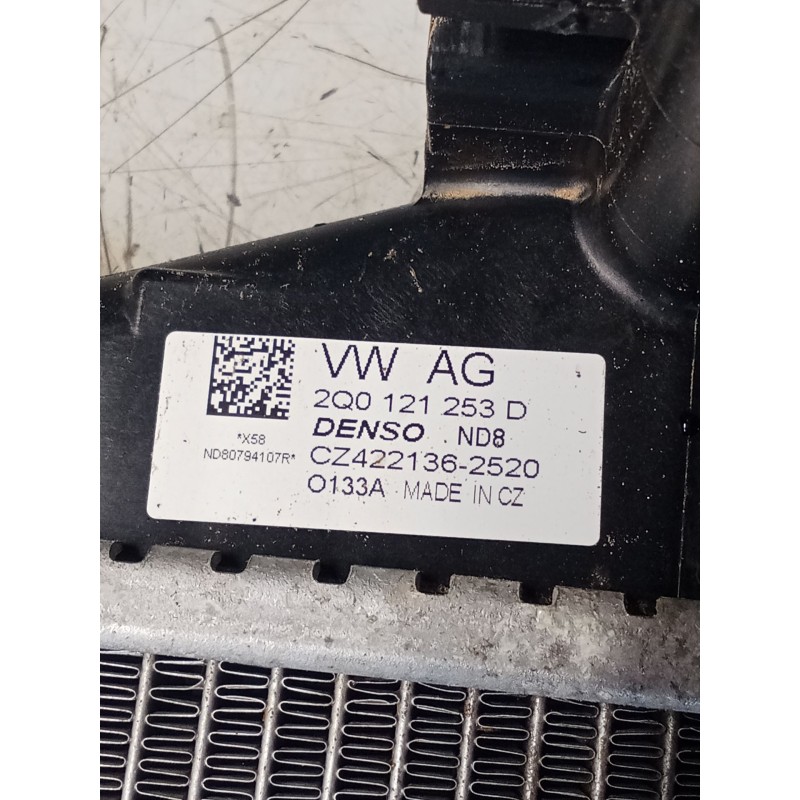 VW AG
2Q0 121 253 D
DENSO . ND8
*X58
ND80794107R*
CZ422136-2520
O133A MADE IN CZ